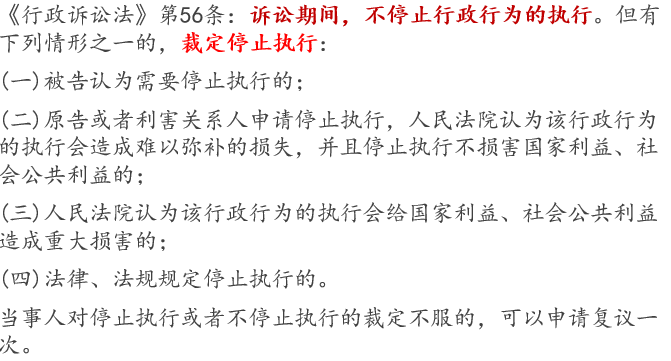 《行政诉讼法》第56条：诉讼期间，不停止行政行为的执行。但有
下列情形之一的，裁定停止执行：
(一)被告认为需要停止执行的；
(二)原告或者利害关系人申请停止执行，人民法院认为该行政行为
的执行会造成难以弥补的损失，并且停止执行不损害国家利益、社
会公共利益的；
(三)人民法院认为该行政行为的执行会给国家利益、社会公共利益
造成重大损害的；
(四)法律、法规规定停止执行的。
当事人对停止执行或者不停止执行的裁定不服的，可以申请复议一
次。